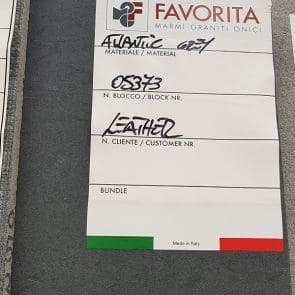 FAVORITA
MARMI GRANITI ONICI
ATLANTIC GREY
MATERIALE / MATERIAL
05373
N. BLOCCO / BLOCK NR.
LEATHER
N. CLIENTE / CUSTOMER NR.
BUNDLE
Made in Italy